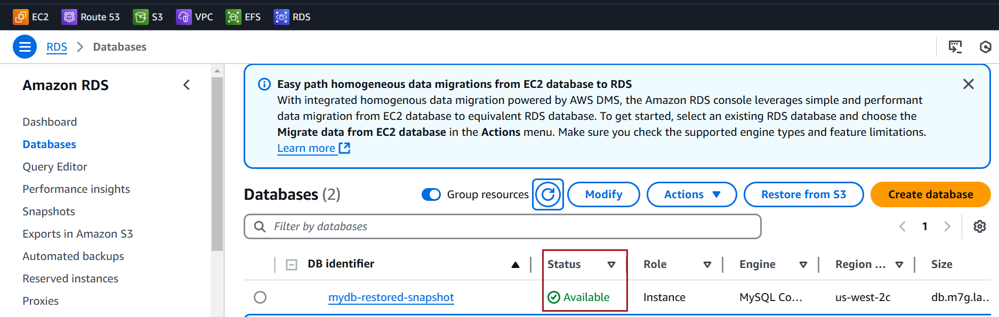 EC2 Route 53 S3 VPC EFS RDS
RDS Databases
Amazon RDS
Dashboard
Databases
Query Editor
Performance insights
Snapshots
Exports in Amazon S3
Automated backups
Reserved instances
Proxies
Easy path homogeneous data migrations from EC2 database to RDS
With integrated homogenous data migration powered by AWS DMS, the Amazon RDS console leverages simple and performant
data migration from EC2 database to equivalent RDS database. To get started, select an existing RDS database and choose the
Migrate data from EC2 database in the Actions menu. Make sure you check the supported engine types and feature limitations.
Learn more
Databases (2) Group resources Modify Actions Restore from S3 Create database
Filter by databases 1
DB identifier Status Role Engine Region ... Size
mydb-restored-snapshot Available Instance MySQL Co... us-west-2c db.m7g.la...